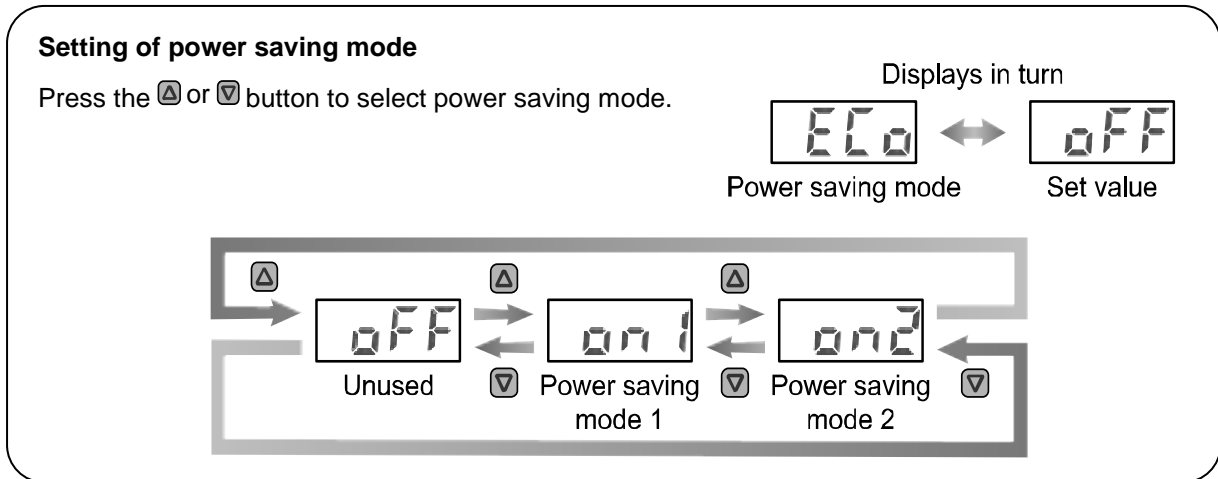 Setting of power saving mode
Press the △ or ▽ button to select power saving mode.
Displays in turn
ECo
oFF
Power saving mode
Set value
△
△
△
oFF
on1
on2
Unused
▽
Power saving
mode 1
▽
Power saving
mode 2
▽